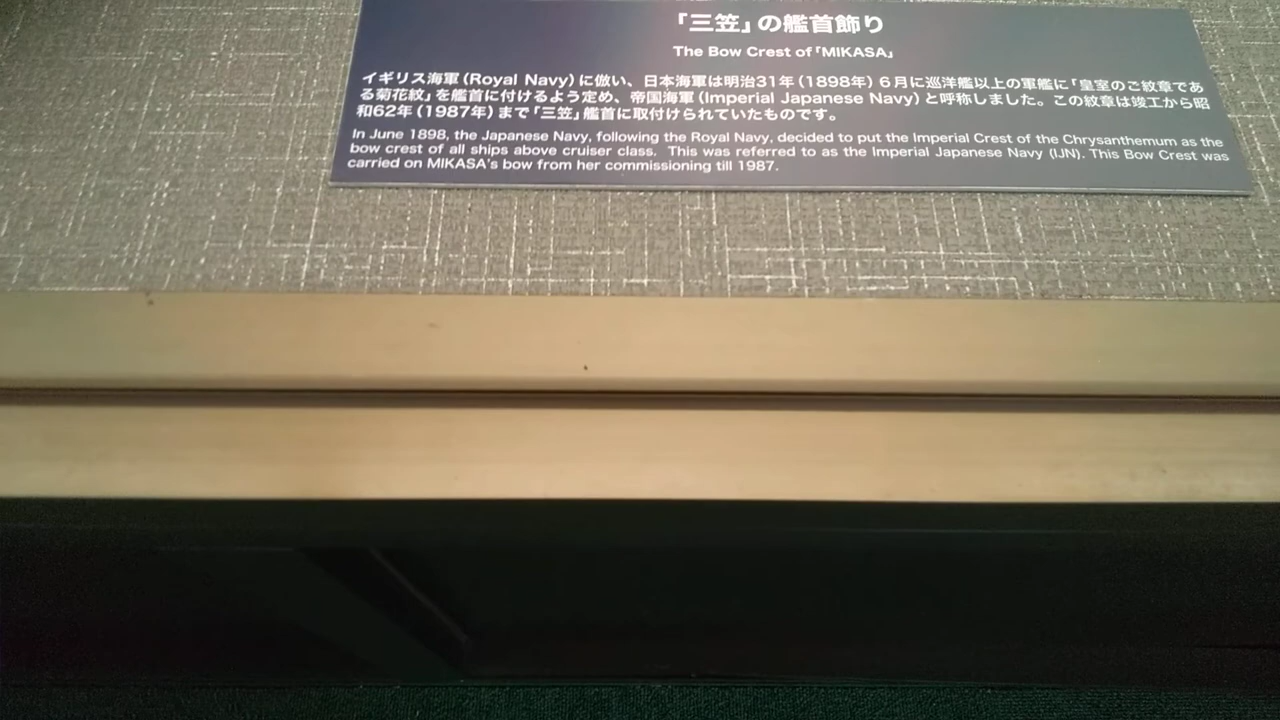 「三笠」の艦首飾り
The Bow Crest of「MIKASA」
イギリス海軍(Royal Navy)に倣い、日本海軍は明治31年(1898年)6月に巡洋艦以上の軍艦に「皇室のご紋章であ
る菊花紋」を艦首に付けるよう定め、帝国海軍(Imperial Japanese Navy)と呼称しました。この紋章は竣工から昭
和62年(1987年)まで「三笠」艦首に取付けられていたものです。
In June 1898, the Japanese Navy, following the Royal Navy, decided to put the Imperial Crest of the Chrysanthemum as the
bow crest of all ships above cruiser class. This was referred to as the Imperial Japanese Navy (IJN). This Bow Crest was
carried on MIKASA's bow from her commissioning till 1987.